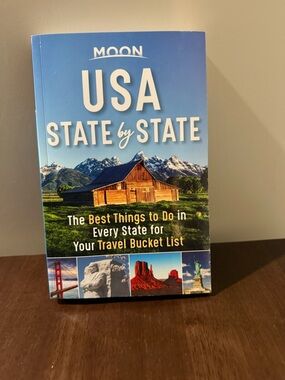 MOON
USA
STATE by STATE
The Best Things to Do in
Every State for
Your Travel Bucket List